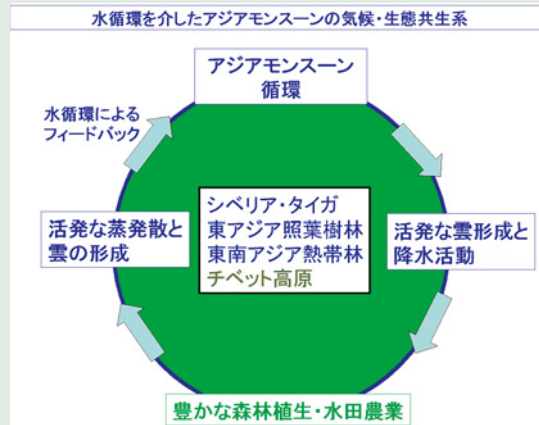 水循環を介したアジアモンスーンの気候・生態共生系
アジアモンスーン
循環
水循環による
フィードバック
シベリア・タイガ
東アジア照葉樹林
東南アジア熱帯林
チベット高原
活発な蒸発散と
雲の形成
活発な雲形成と
降水活動
豊かな森林植生・水田農業